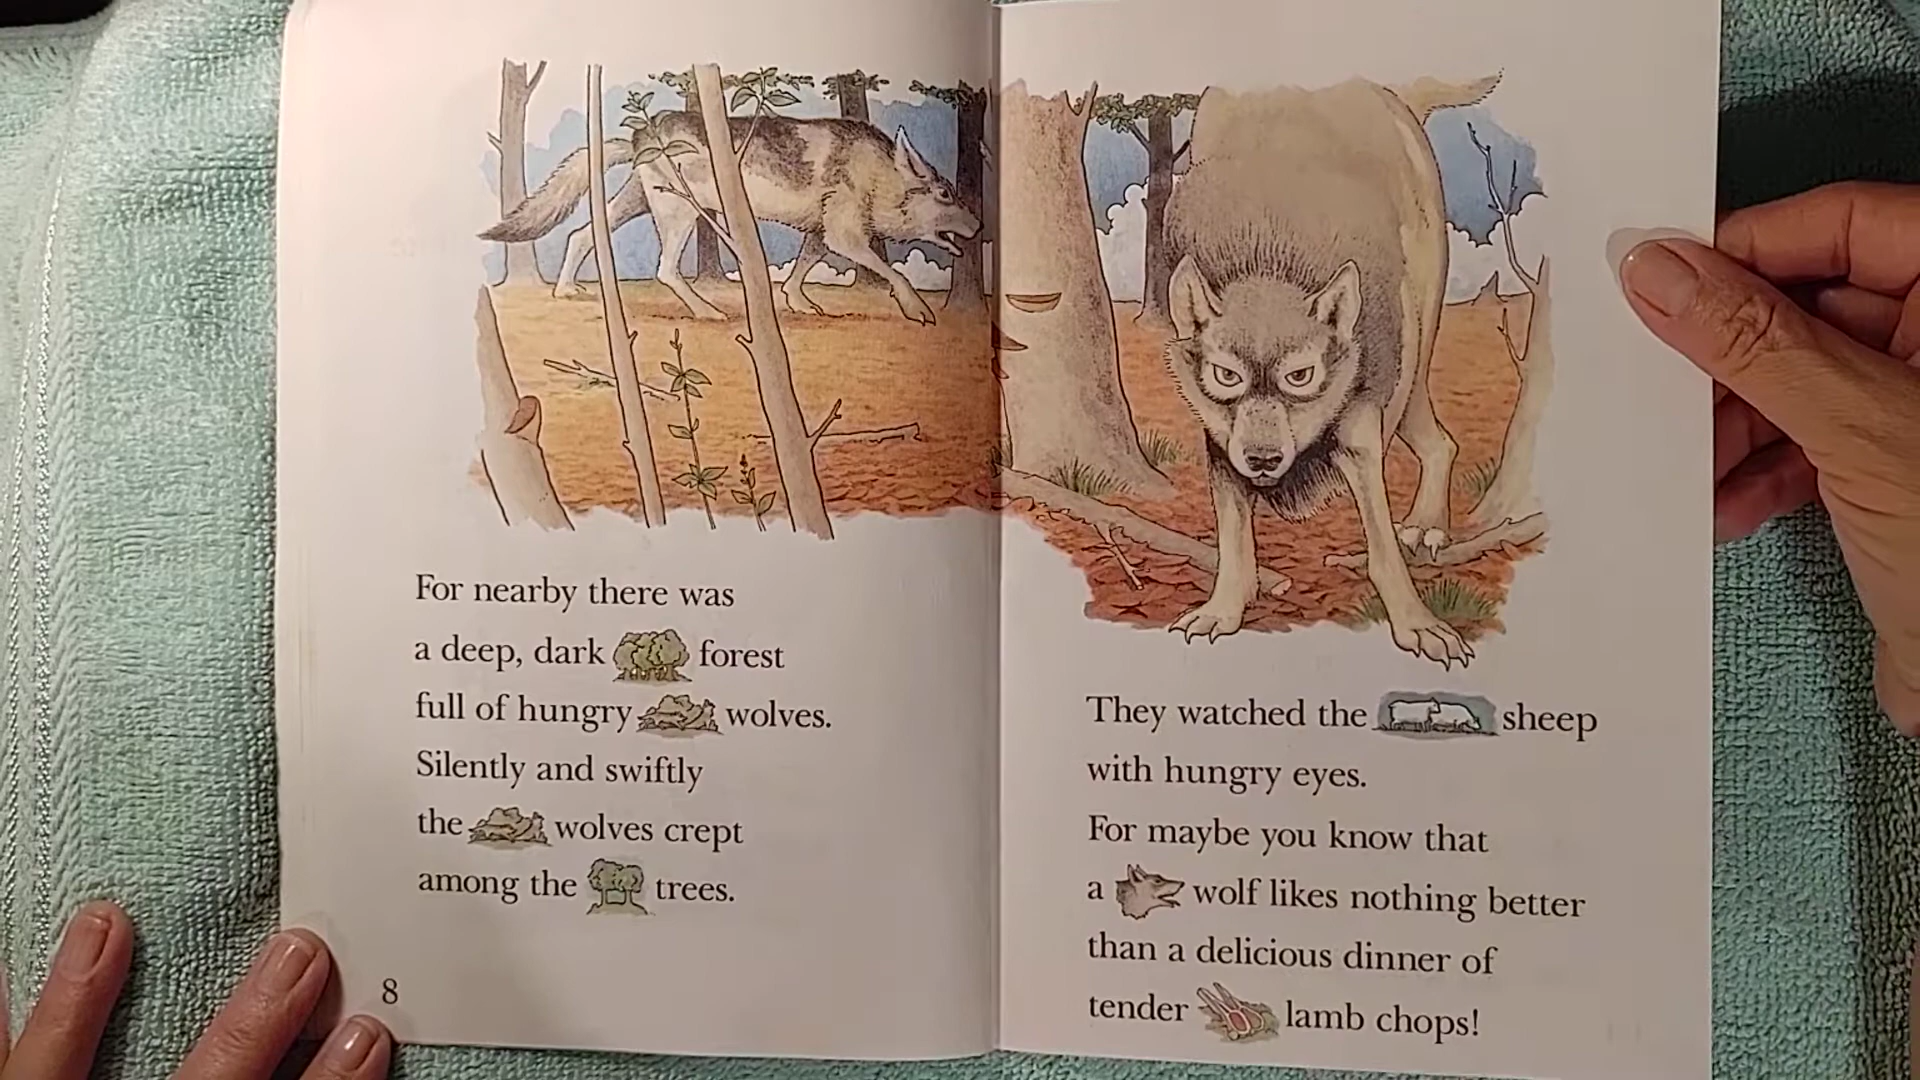 For nearby there was
a deep, dark forest
full of hungry wolves.
Silently and swiftly
the wolves crept
among the trees.
8
They watched the sheep
with hungry eyes.
For maybe you know that
a wolf likes nothing better
than a delicious dinner of
tender lamb chops!